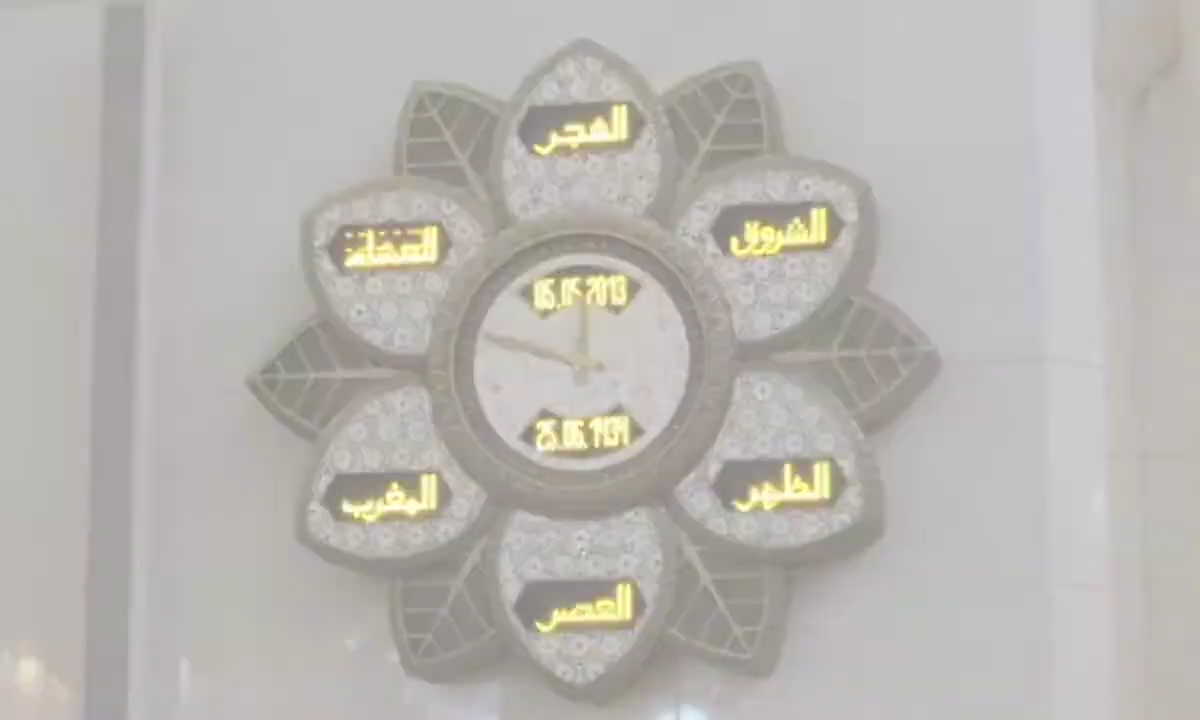 الفجر
الشروق
العشاء
05.05.2013
25.06.1434
المغرب
الظهر
العصر